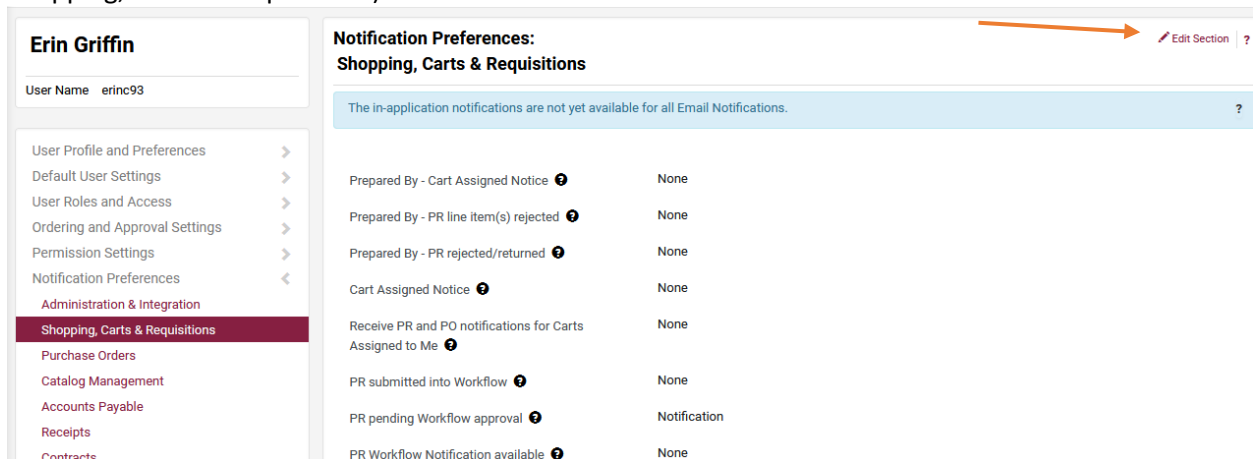 Erin Griffin
User Name erinc93
User Profile and Preferences
Default User Settings
User Roles and Access
Ordering and Approval Settings
Permission Settings
Notification Preferences
Administration & Integration
Shopping, Carts & Requisitions
Purchase Orders
Catalog Management
Accounts Payable
Receipts
Contracts
Notification Preferences:
Shopping, Carts & Requisitions
Edit Section ?
The in-application notifications are not yet available for all Email Notifications. ?
Prepared By - Cart Assigned Notice ? None
Prepared By - PR line item(s) rejected ? None
Prepared By - PR rejected/returned ? None
Cart Assigned Notice ? None
Receive PR and PO notifications for Carts None
Assigned to Me ?
PR submitted into Workflow ? None
PR pending Workflow approval ? Notification
PR Workflow Notification available ? None